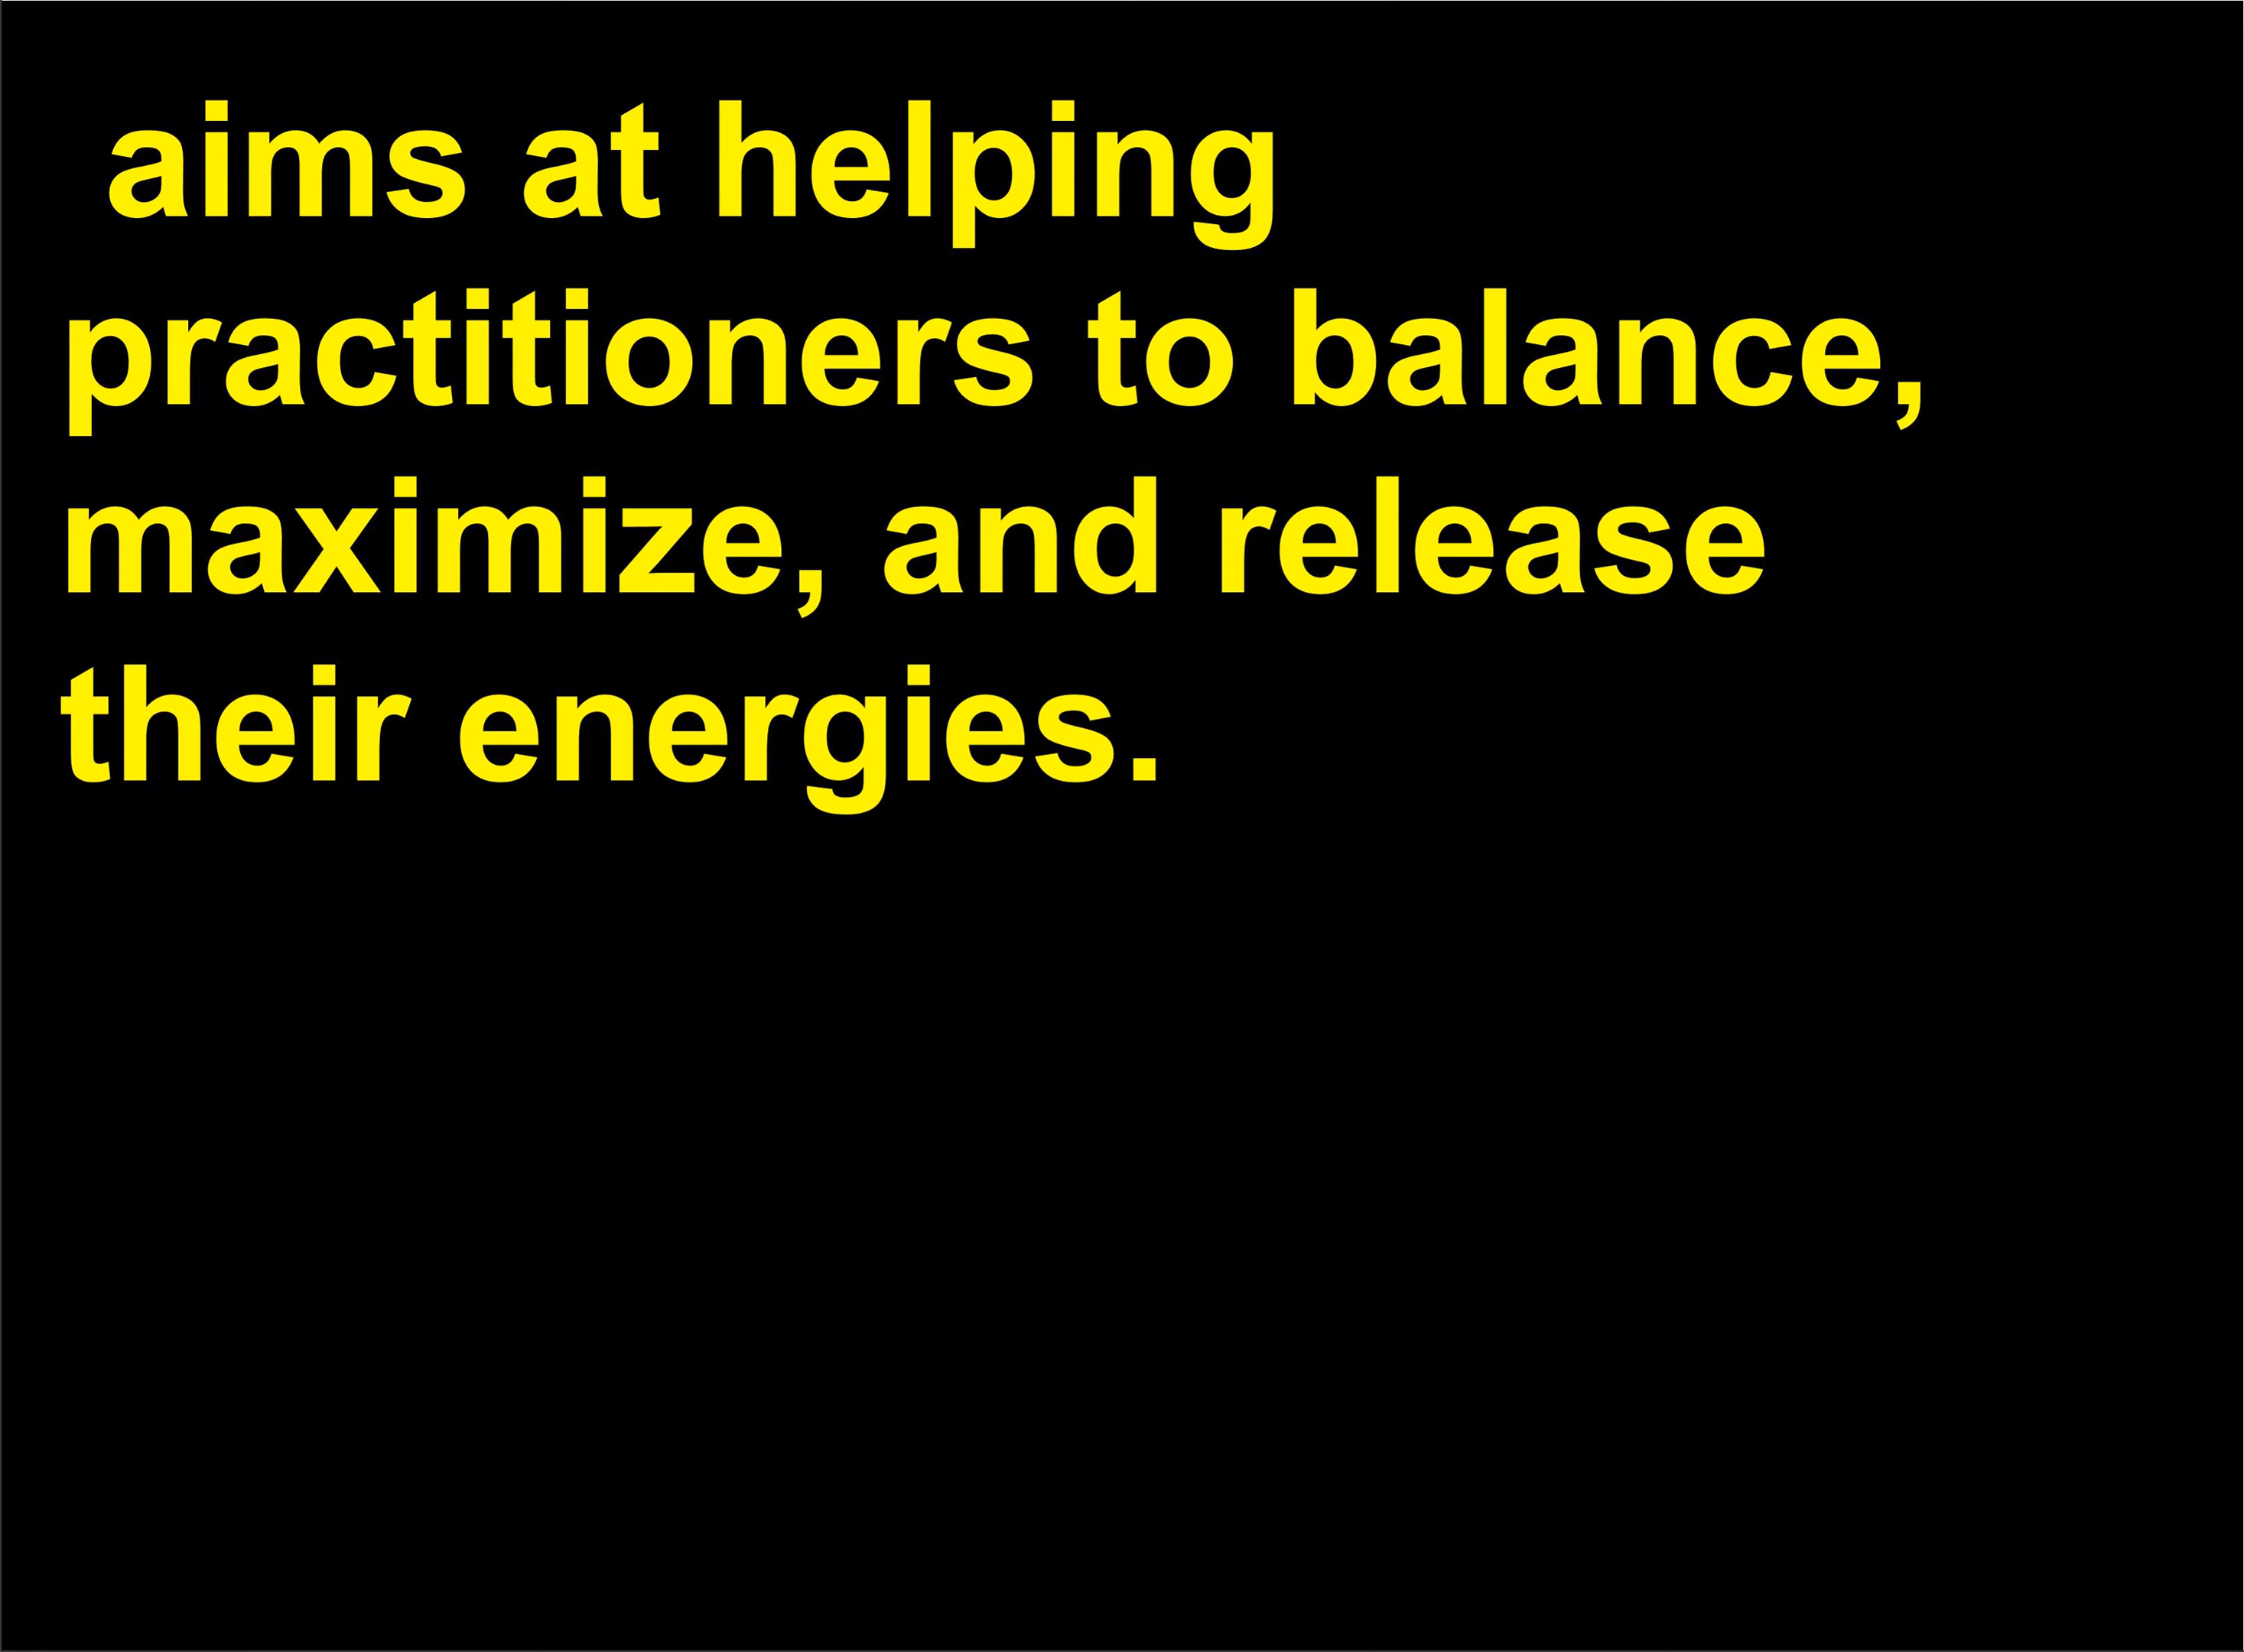 aims at helping
practitioners to balance,
maximize, and release
their energies.